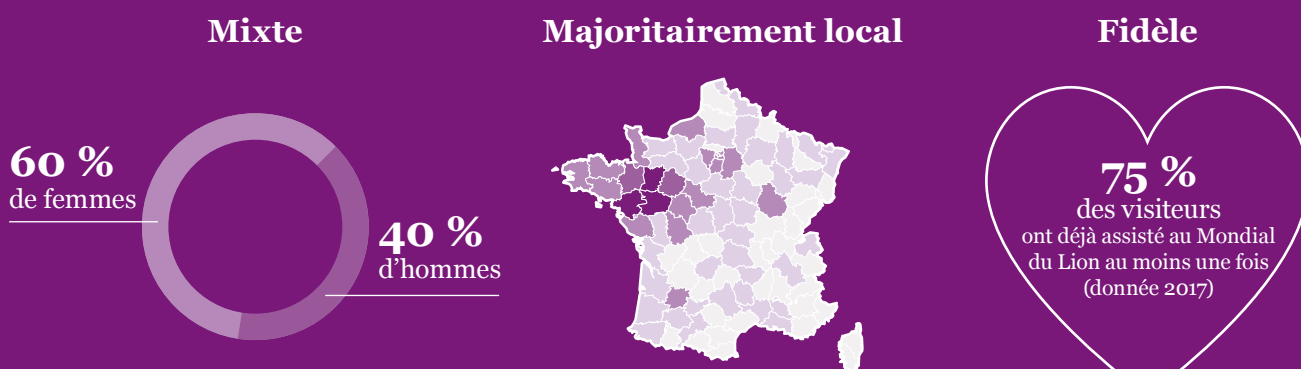 Mixte
60 %
de femmes
40 %
d’hommes
Majoritairement local
Fidèle
75 %
des visiteurs
ont déjà assisté au Mondial
du Lion au moins une fois
(donnée 2017)